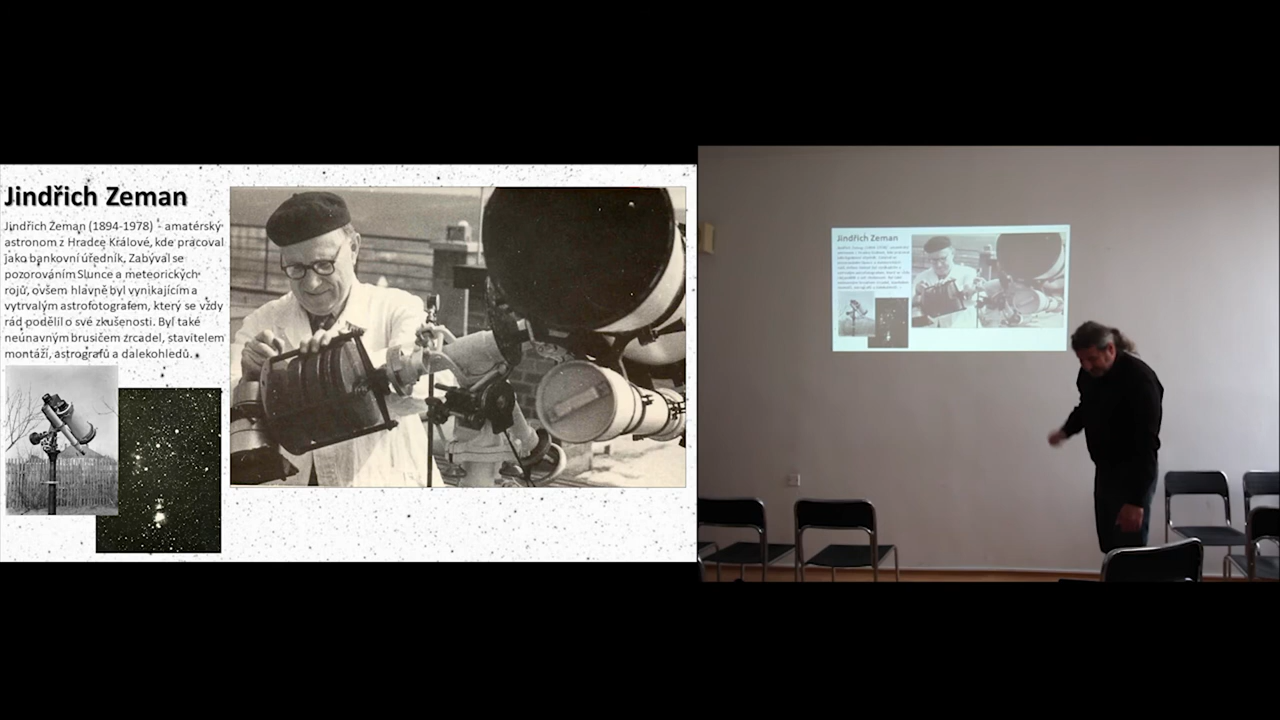 Jindřich Zeman
Jindřich Zeman (1894-1978) - amatérský
astronom z Hradce Králové, kde pracoval
jako bankovní úředník. Zabýval se
pozorováním Slunce a meteorických
rojů, ovšem hlavně byl vynikajícím a
vytrvalým astrofotografem, který se vždy
rád podělil o své zkušenosti. Byl také
neúnavným brusičem zrcadel, stavitelem
montáží, astrografů a dalekohledů.
Jindřich Zeman